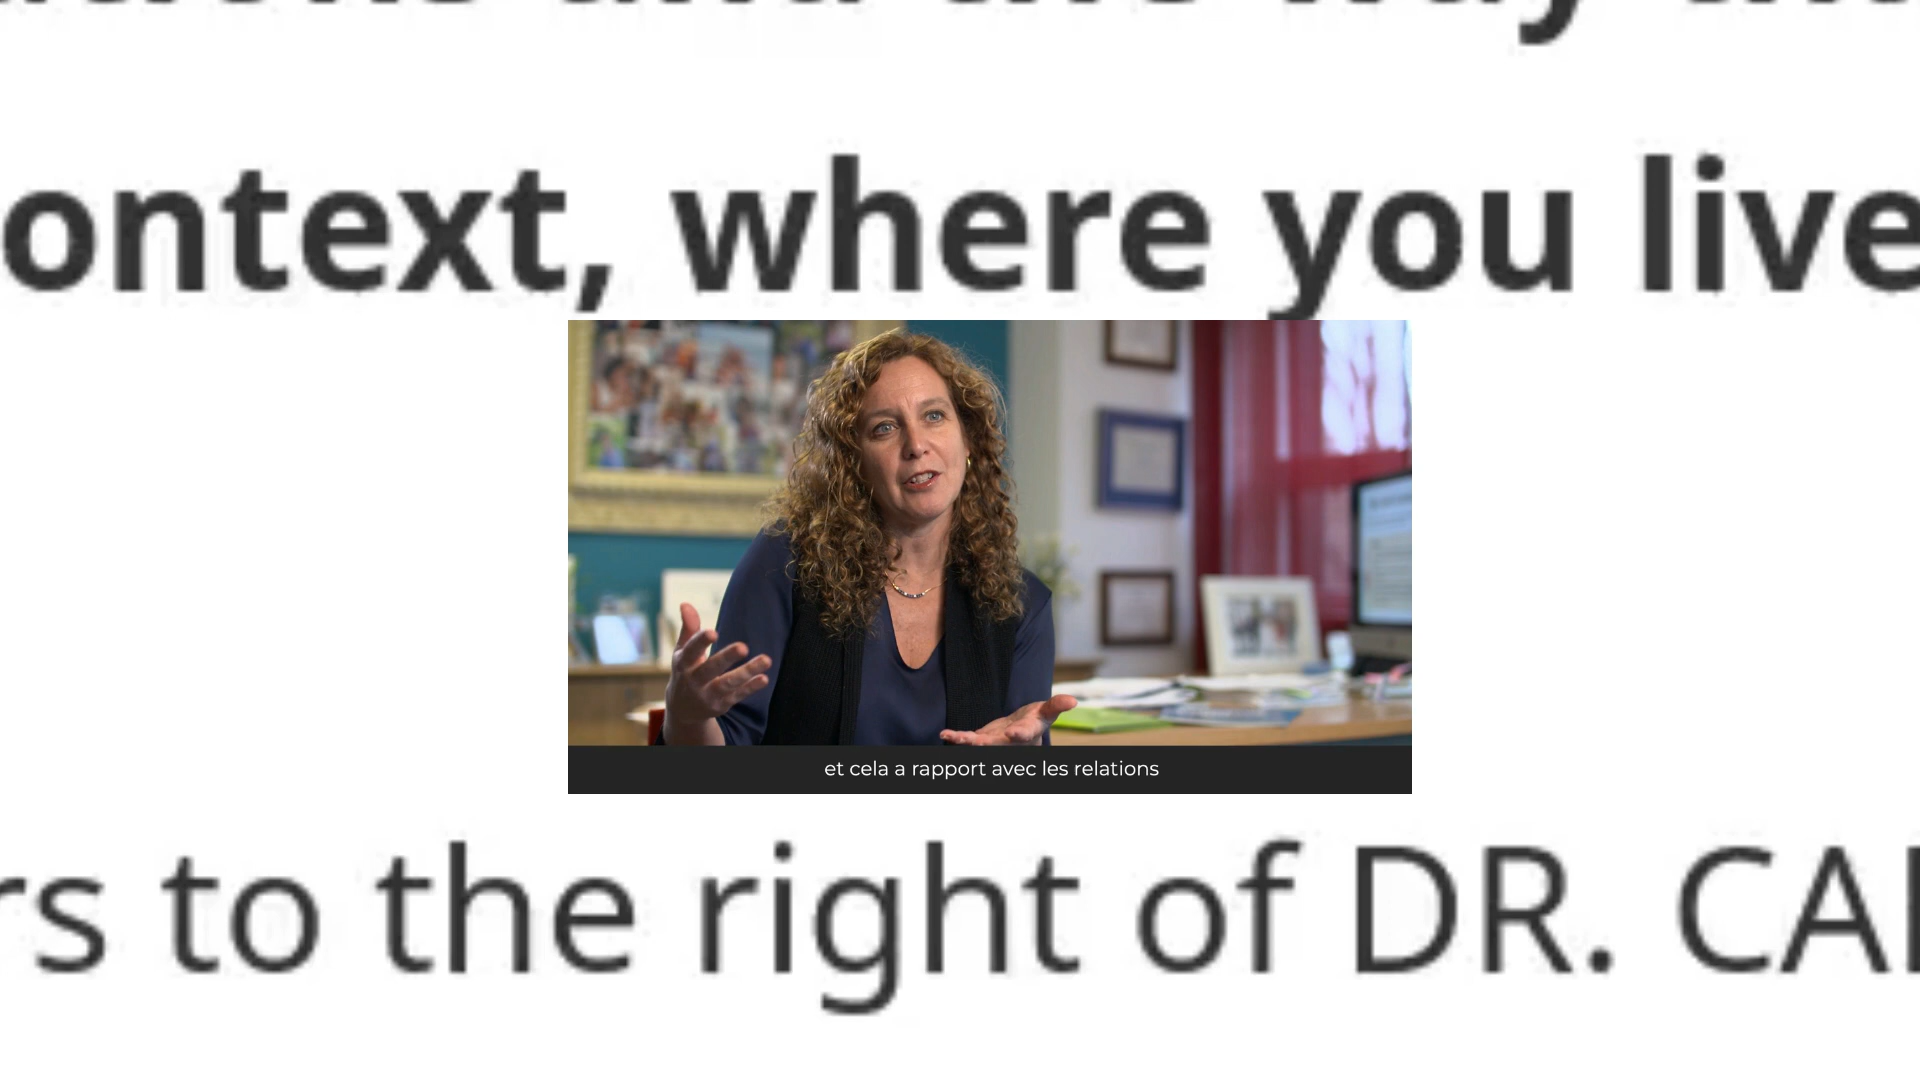 ontext, where you live
et cela a rapport avec les relations
rs to the right of DR. CA